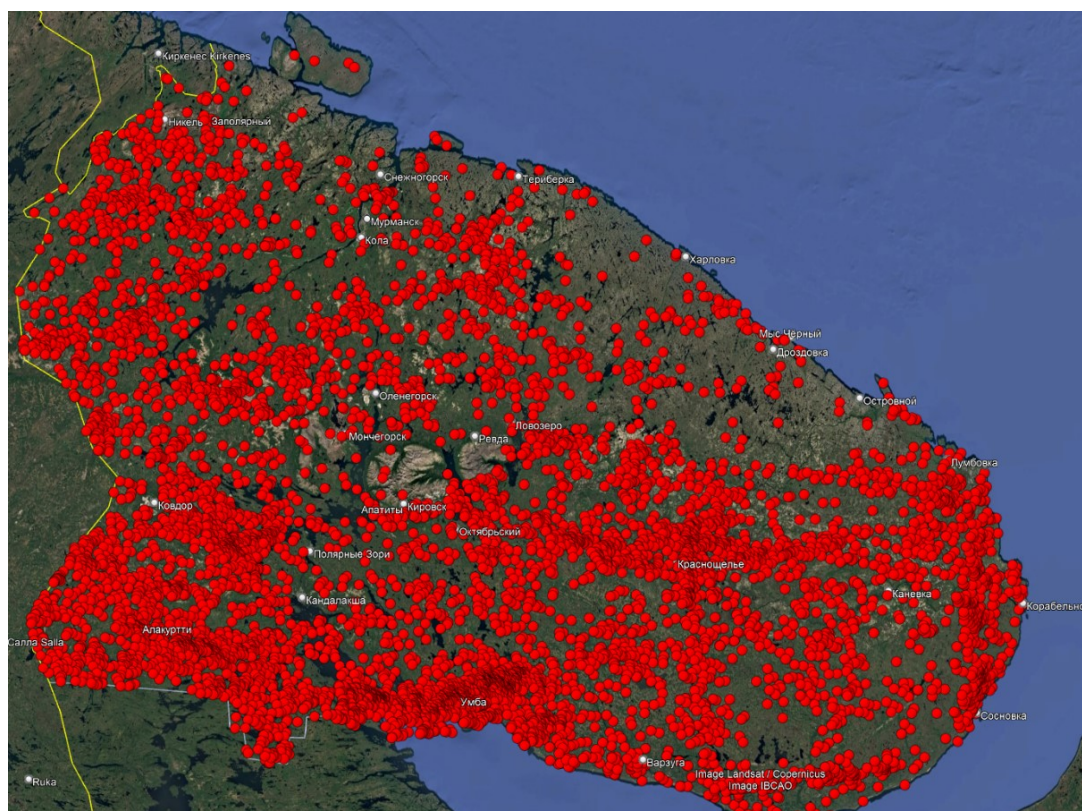 Киркенес Kirkenes
Никель
Заполярный
Снежногорск
Териберка
Мурманск
Кола
Харловка
Мыс Чёрный
Дроздовка
Оленегорск
Островной
Ловозеро
Мончегорск
Ревда
Лумбовка
Ковдор
Апатиты
Кировск
Октябрьский
Полярные Зори
Краснощелье
Каневка
Кандалакша
Корабельно
Алакуртти
Салла Salla
Умба
Сосновка
Варзуга
Image Landsat / Copernicus
Image IBCAO
Ruka